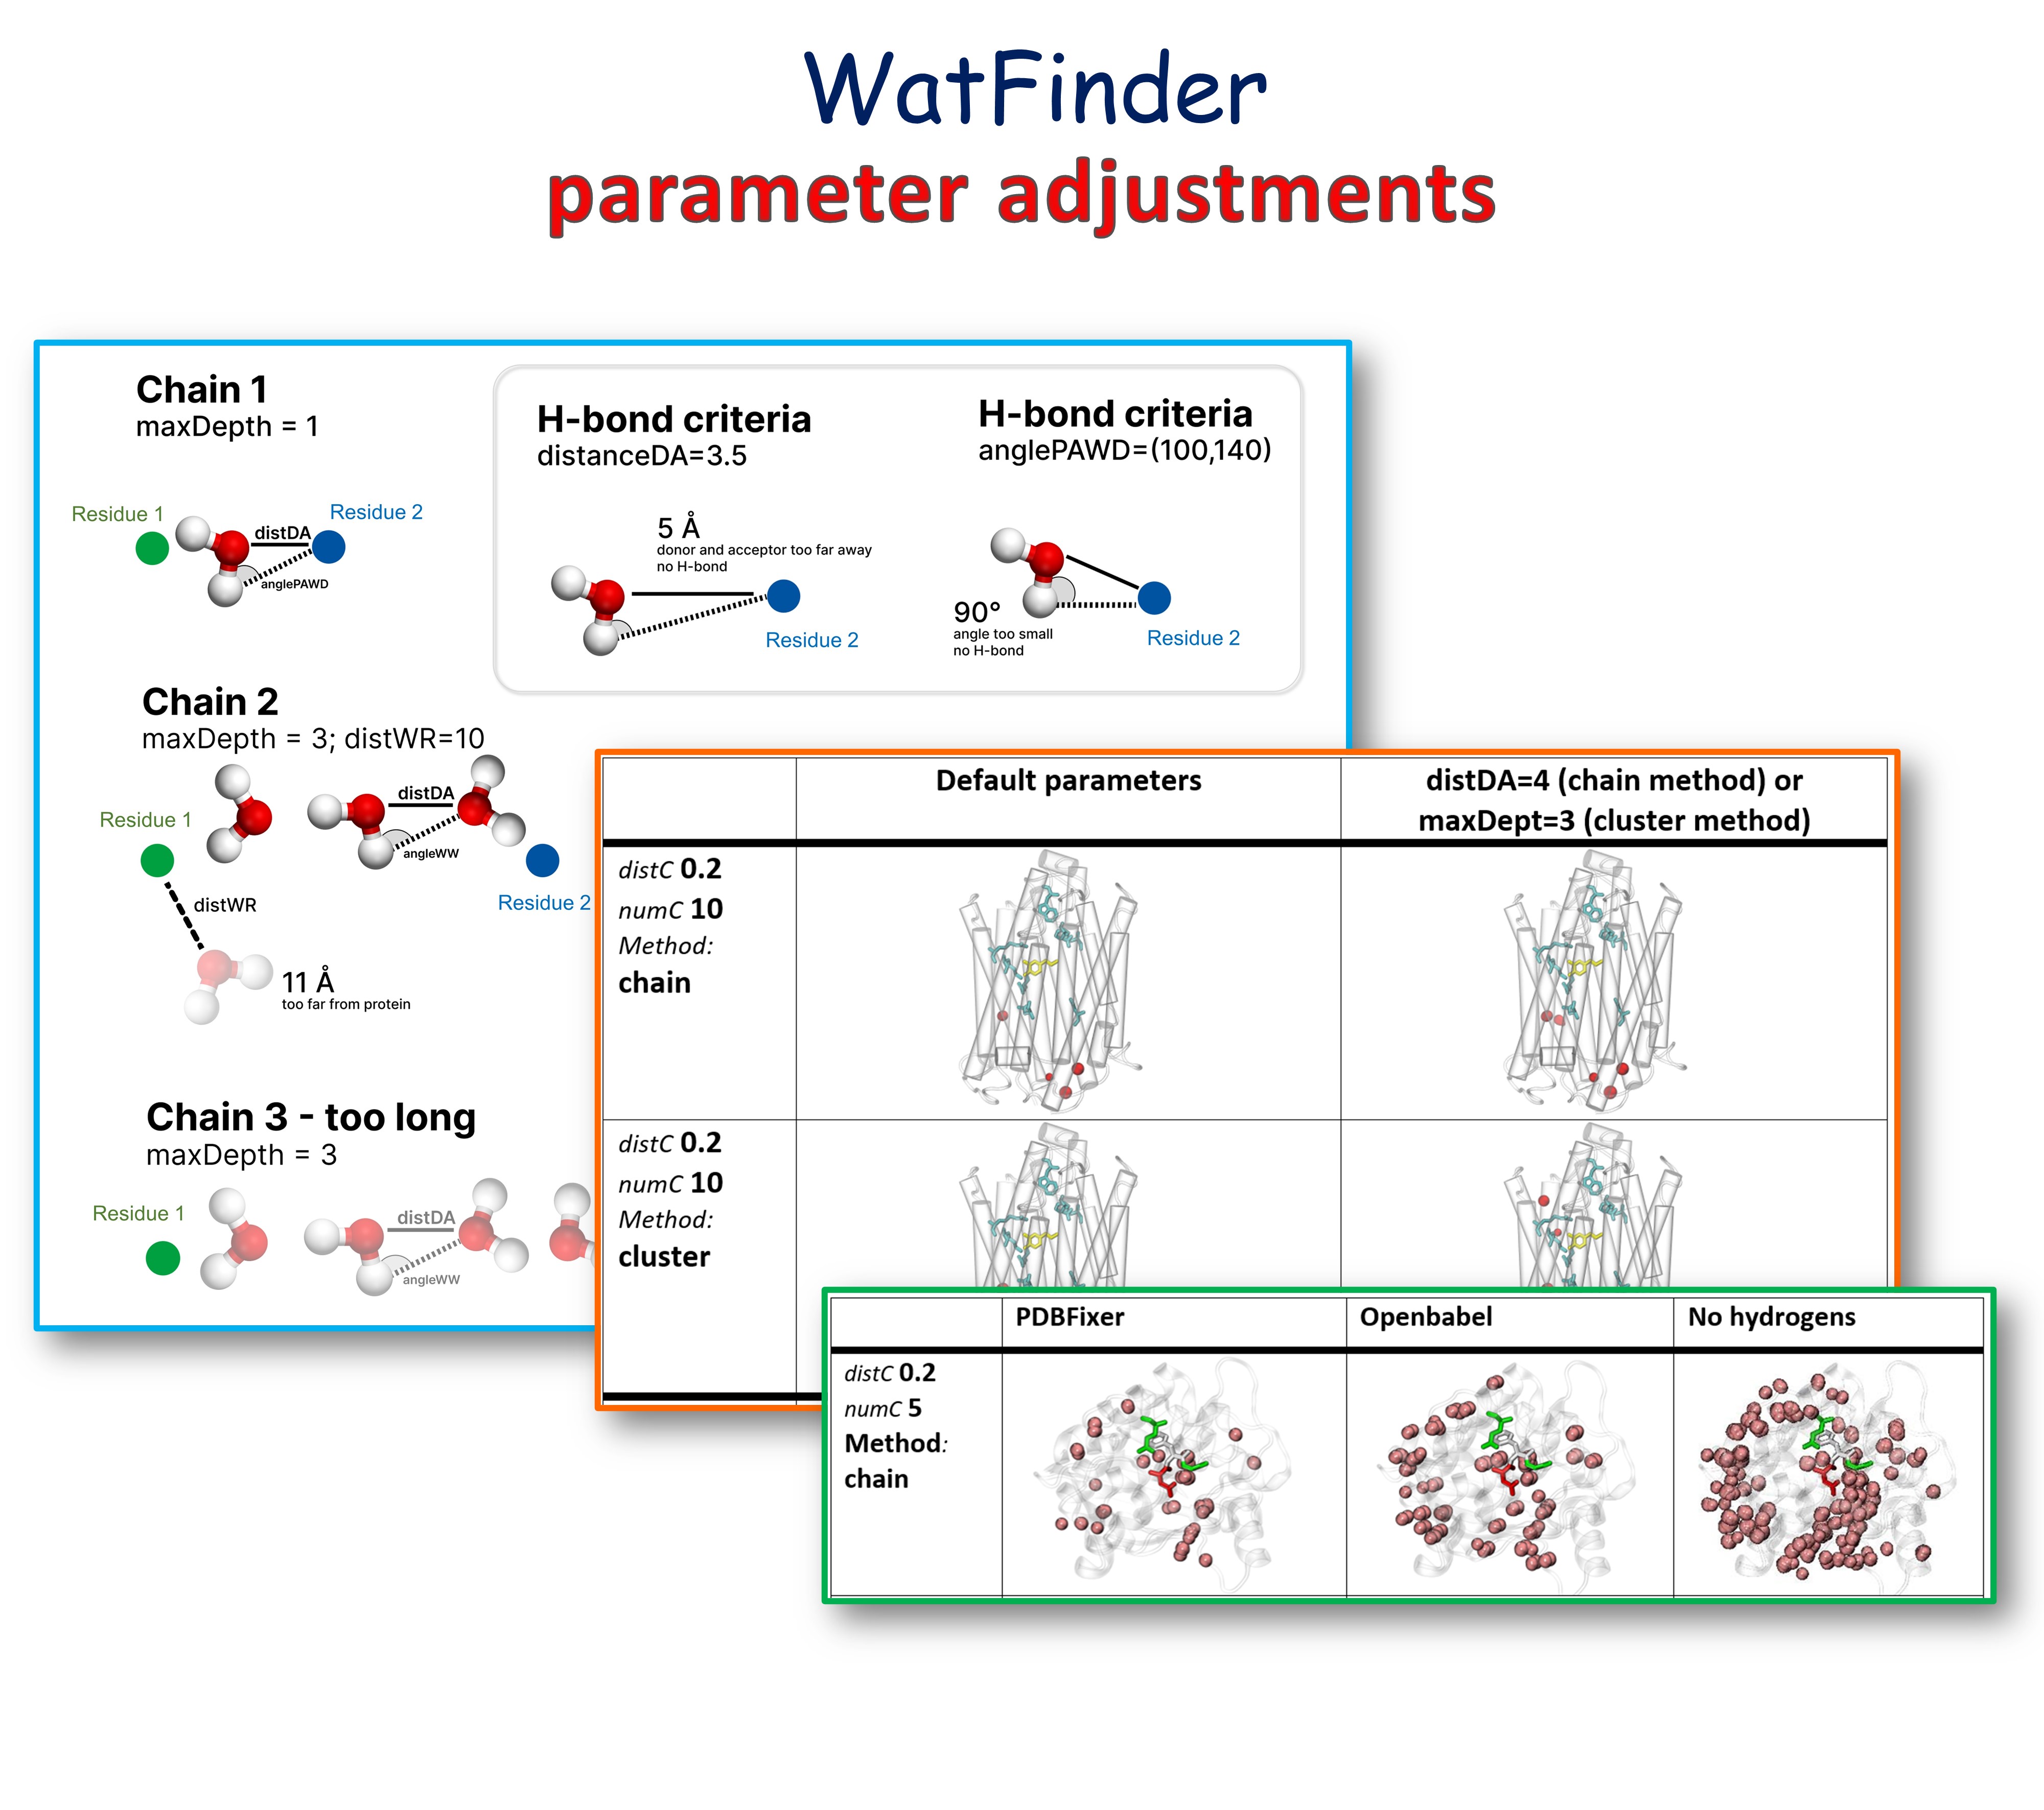 WatFinder
parameter adjustments
Chain 1
maxDepth = 1
Residue 1
distDA
Residue 2
anglePAWD
H-bond criteria
distanceDA=3.5
5 Å
donor and acceptor too far away
no H-bond
Residue 2
H-bond criteria
anglePAWD=(100,140)
90°
angle too small
no H-bond
Residue 2
Chain 2
maxDepth = 3; distWR=10
Residue 1
distDA
angleWW
Residue 2
distWR
11 Å
too far from protein
Chain 3 - too long
maxDepth = 3
Residue 1
distDA
angleWW
Default parameters
distDA=4 (chain method) or
maxDept=3 (cluster method)
distC 0.2
numC 10
Method:
chain
distC 0.2
numC 10
Method:
cluster
PDBFixer
Openbabel
No hydrogens
distC 0.2
numC 5
Method:
chain